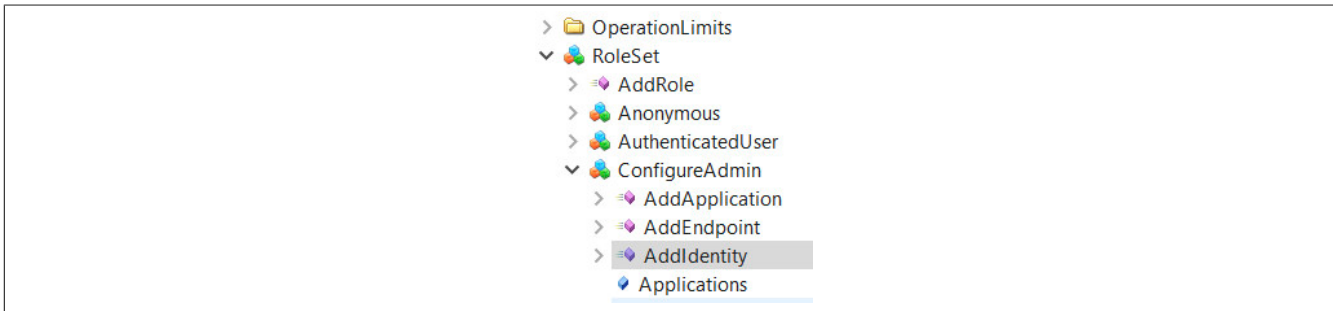 OperationLimits
RoleSet
AddRole
Anonymous
AuthenticatedUser
ConfigureAdmin
AddApplication
AddEndpoint
AddIdentity
Applications